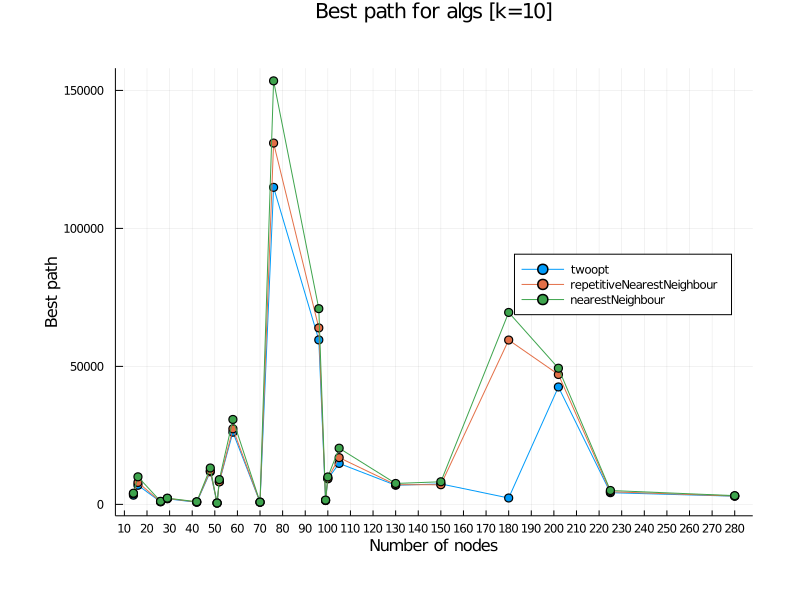 Best path for algs [k=10]
Best path
150000
100000
50000
0
twoopt
repetitiveNearestNeighbour
nearestNeighbour
10 20 30 40 50 60 70 80 90 100 110 120 130 140 150 160 170 180 190 200 210 220 230 240 250 260 270 280
Number of nodes